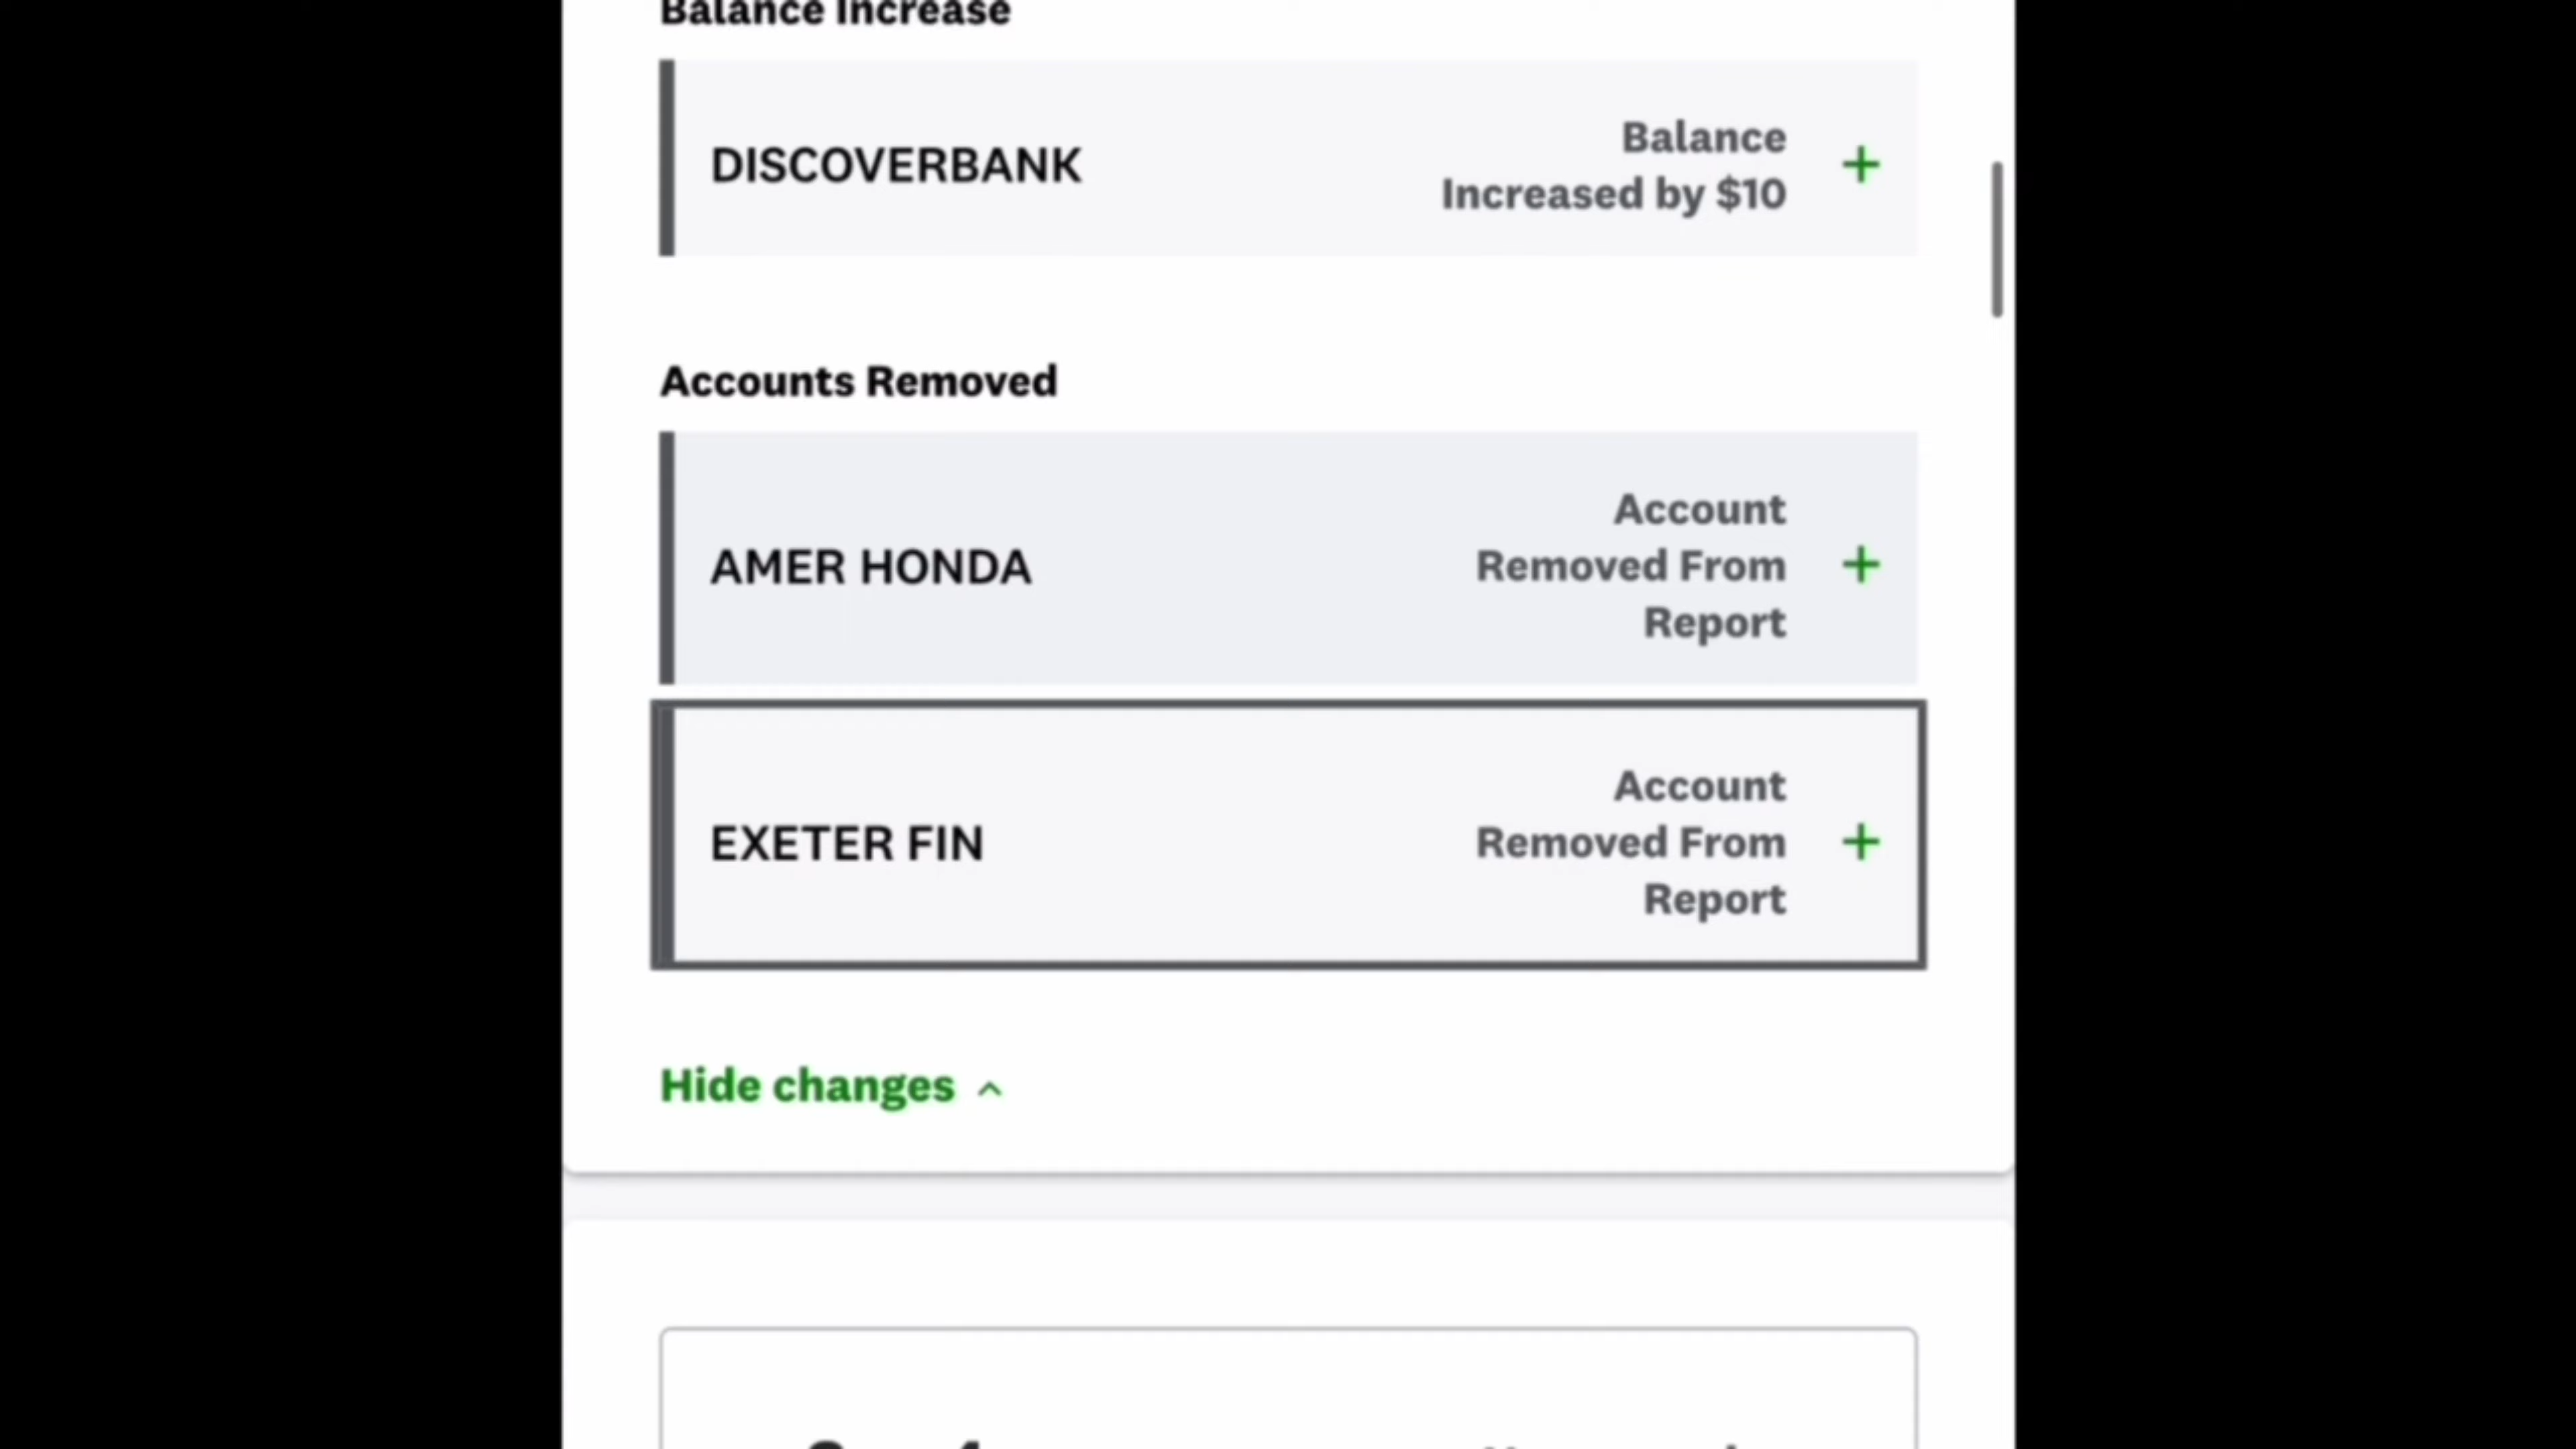 Balance Increase
DISCOVERBANK
Balance
Increased by $10
Accounts Removed
AMER HONDA
Account
Removed From
Report
EXETER FIN
Account
Removed From
Report
Hide changes